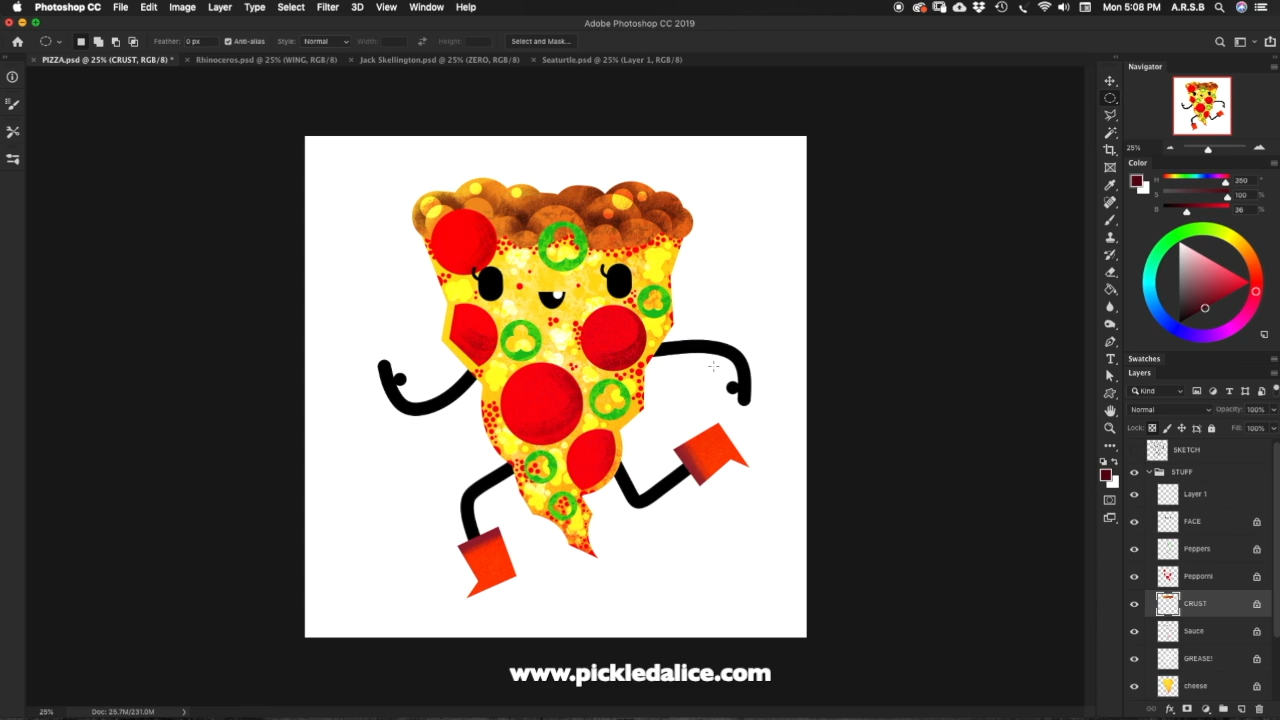 Photoshop CC File Edit Image Layer Type Select Filter 3D View Window Help Mon 5:08 PM A.R.S.B
Adobe Photoshop CC 2019
Feather: 0 px Anti-alias Style: Normal Width: Height: Select and Mask...
PIZZA.psd @ 25% (CRUST, RGB/8) * Rhinoceros.psd @ 25% (WING, RGB/8) Jack Skellington.psd @ 25% (ZERO, RGB/8) Seaturtle.psd @ 25% (Layer 1, RGB/8)
Navigator
25%
Color
H 350 °
S 100 %
B 36 %
Swatches
Layers
Kind
Normal Opacity: 100%
Lock: Fill: 100%
SKETCH
STUFF
Layer 1
FACE
Peppers
Pepporni
CRUST
Sauce
GREASE!
cheese
www.pickledalice.com
25% Doc: 25.7M/231.0M